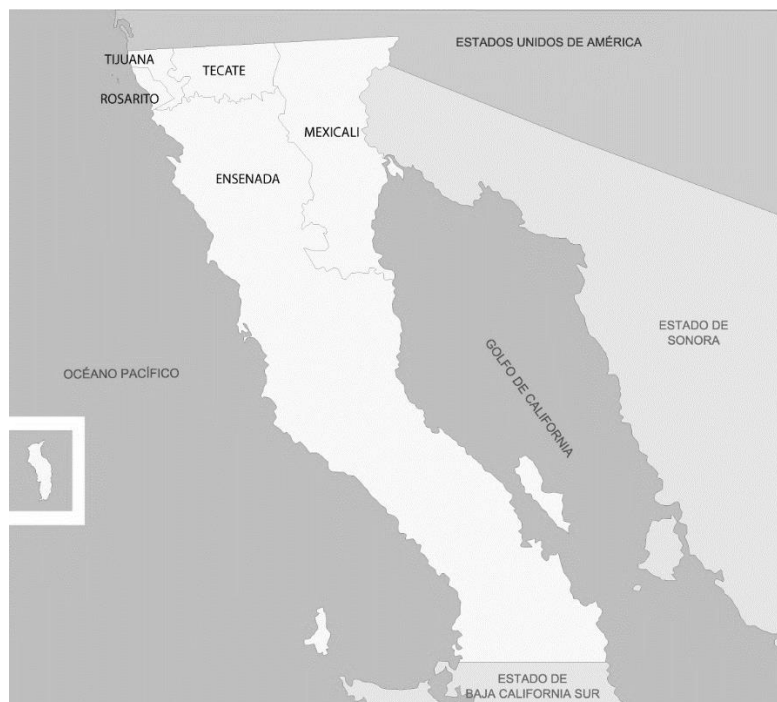 ESTADOS UNIDOS DE AMÉRICA
TIJUANA
TECATE
ROSARITO
MEXICALI
ENSENADA
ESTADO DE
SONORA
OCÉANO PACÍFICO
GOLFO DE CALIFORNIA
ESTADO DE
BAJA CALIFORNIA SUR